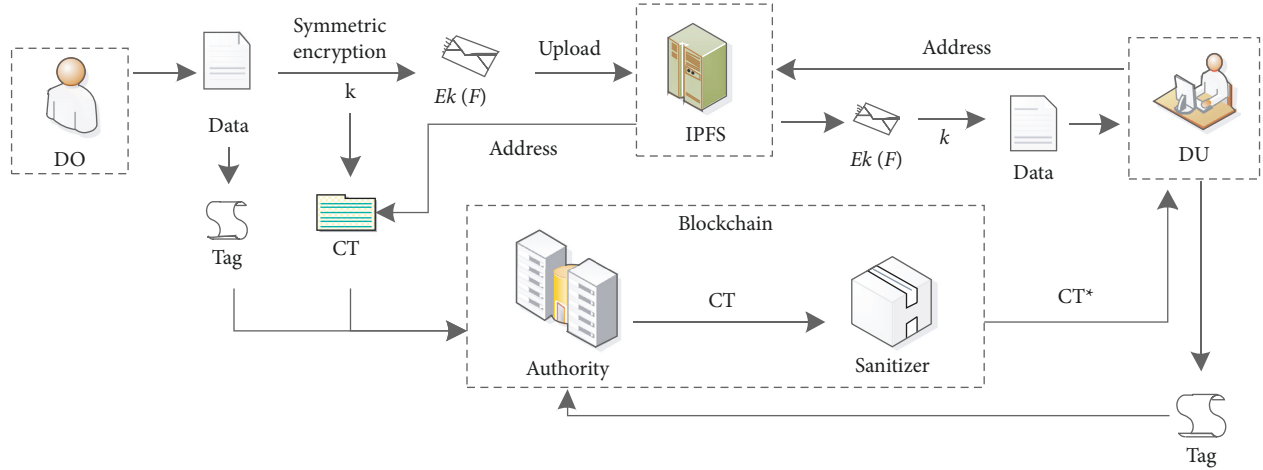 Symmetric
encryption
k
Upload
Address
Ek (F)
DO
Data
Address
IPFS
Ek (F)
k
Data
DU
Tag
CT
Blockchain
Authority
CT
Sanitizer
CT*
Tag